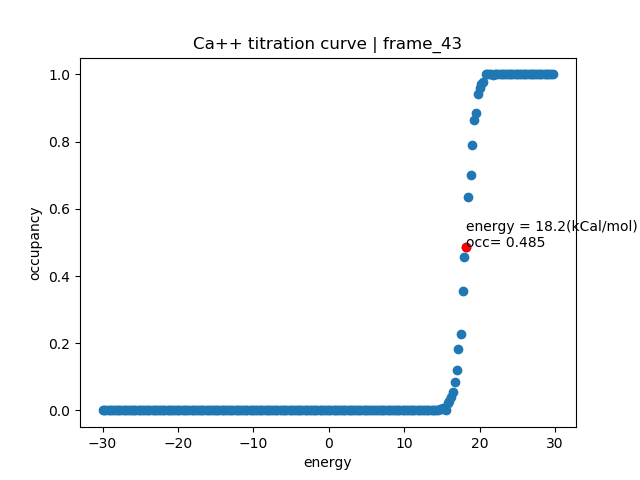 Ca++ titration curve | frame_43
1.0
0.8
energy = 18.2(kCal/mol)
occ= 0.485
0.6
occupancy
0.4
0.2
0.0
−30 −20 −10 0 10 20 30
energy